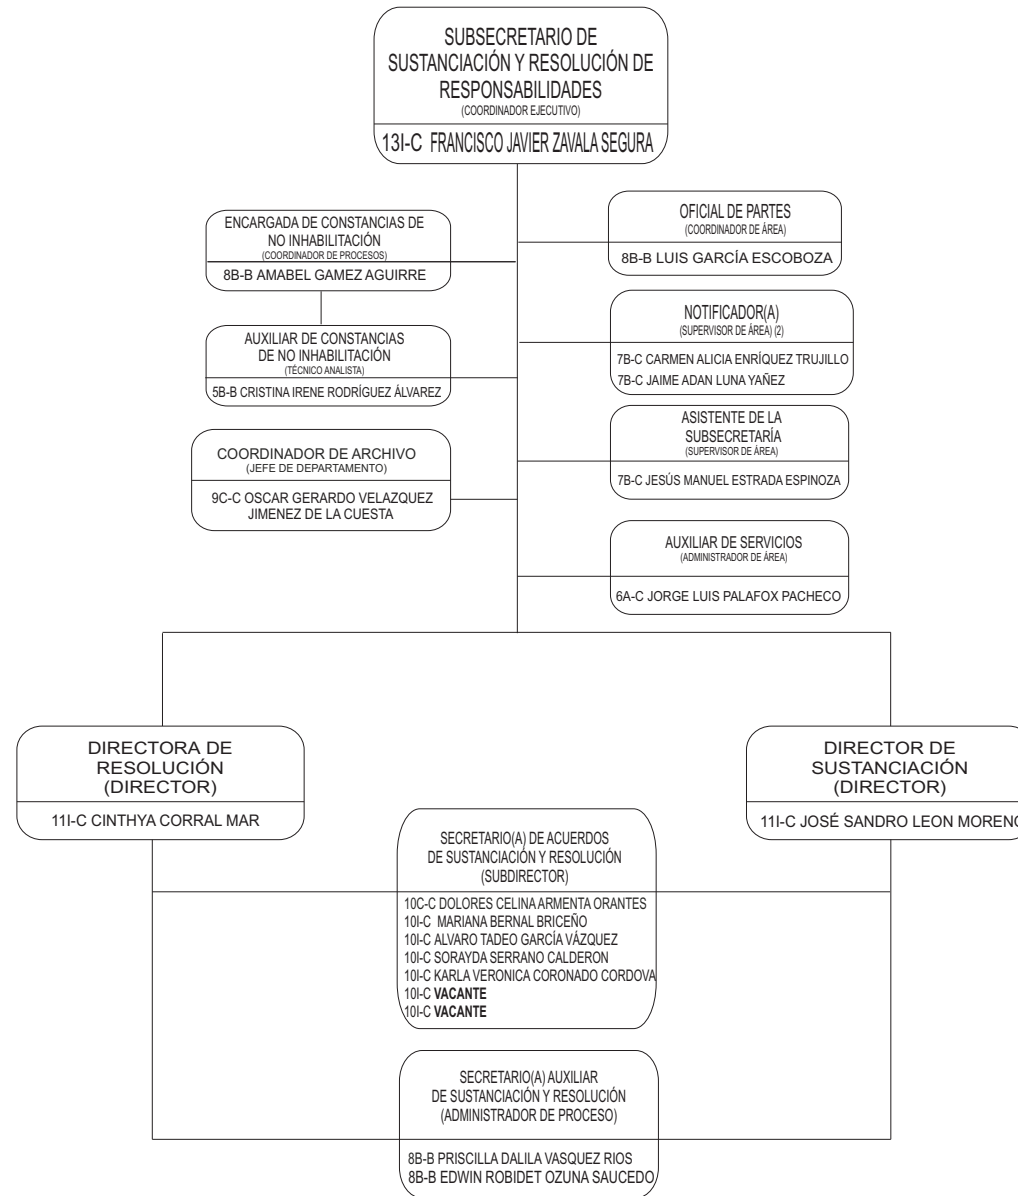 SUBSECRETARIO DE
SUSTANCIACIÓN Y RESOLUCIÓN DE
RESPONSABILIDADES
(COORDINADOR EJECUTIVO)
13I-C FRANCISCO JAVIER ZAVALA SEGURA
ENCARGADA DE CONSTANCIAS DE
NO INHABILITACIÓN
(COORDINADOR DE PROCESOS)
8B-B AMABEL GAMEZ AGUIRRE
OFICIAL DE PARTES
(COORDINADOR DE ÁREA)
8B-B LUIS GARCÍA ESCOBOZA
AUXILIAR DE CONSTANCIAS
DE NO INHABILITACIÓN
(TÉCNICO ANALISTA)
5B-B CRISTINA IRENE RODRÍGUEZ ÁLVAREZ
NOTIFICADOR(A)
(SUPERVISOR DE ÁREA) (2)
7B-C CARMEN ALICIA ENRÍQUEZ TRUJILLO
7B-C JAIME ADAN LUNA YAÑEZ
COORDINADOR DE ARCHIVO
(JEFE DE DEPARTAMENTO)
9C-C OSCAR GERARDO VELAZQUEZ
JIMENEZ DE LA CUESTA
ASISTENTE DE LA
SUBSECRETARÍA
(SUPERVISOR DE ÁREA)
7B-C JESÚS MANUEL ESTRADA ESPINOZA
AUXILIAR DE SERVICIOS
(ADMINISTRADOR DE ÁREA)
6A-C JORGE LUIS PALAFOX PACHECO
DIRECTORA DE
RESOLUCIÓN
(DIRECTOR)
11I-C CINTHYA CORRAL MAR
DIRECTOR DE
SUSTANCIACIÓN
(DIRECTOR)
11I-C JOSÉ SANDRO LEON MORENO
SECRETARIO(A) DE ACUERDOS
DE SUSTANCIACIÓN Y RESOLUCIÓN
(SUBDIRECTOR)
10C-C DOLORES CELINA ARMENTA ORANTES
10I-C MARIANA BERNAL BRICEÑO
10I-C ALVARO TADEO GARCÍA VÁZQUEZ
10I-C SORAYDA SERRANO CALDERON
10I-C KARLA VERONICA CORONADO CORDOVA
10I-C VACANTE
10I-C VACANTE
SECRETARIO(A) AUXILIAR
DE SUSTANCIACIÓN Y RESOLUCIÓN
(ADMINISTRADOR DE PROCESO)
8B-B PRISCILLA DALILA VASQUEZ RIOS
8B-B EDWIN ROBIDET OZUNA SAUCEDO